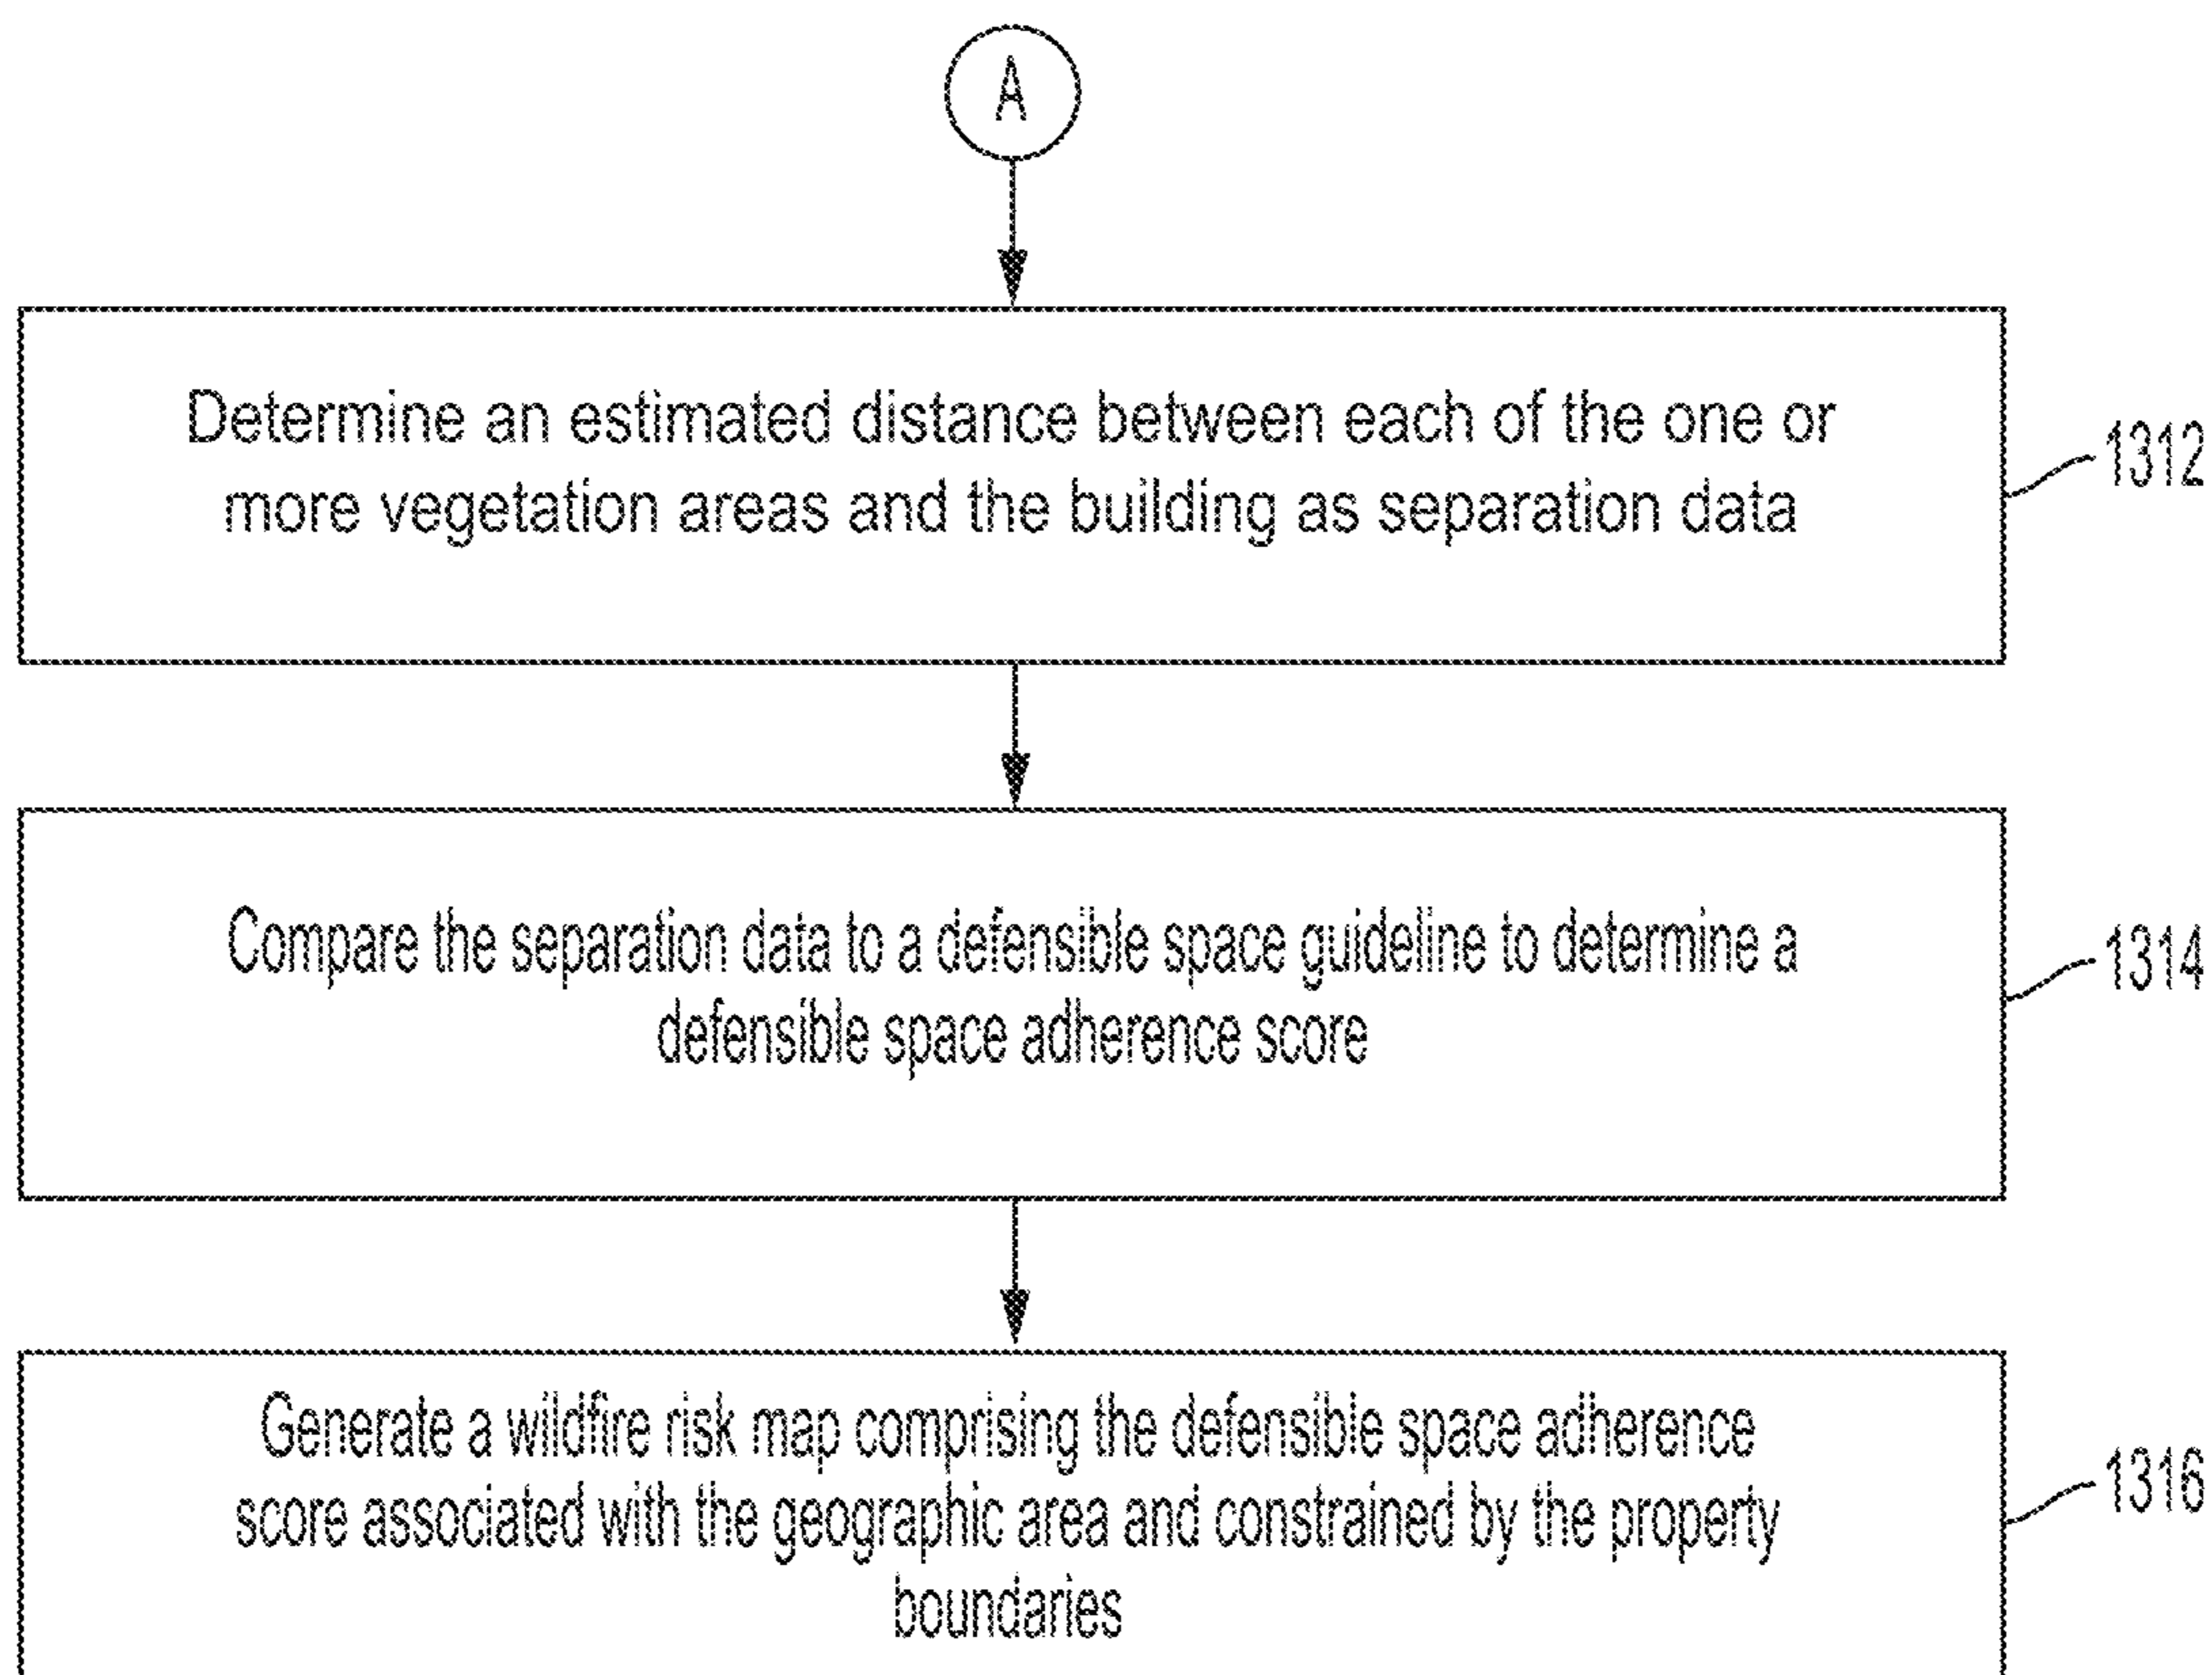 A
Determine an estimated distance between each of the one or
more vegetation areas and the building as separation data
1312
Compare the separation data to a defensible space guideline to determine a
defensible space adherence score
1314
Generate a wildfire risk map comprising the defensible space adherence
score associated with the geographic area and constrained by the property
boundaries
1316